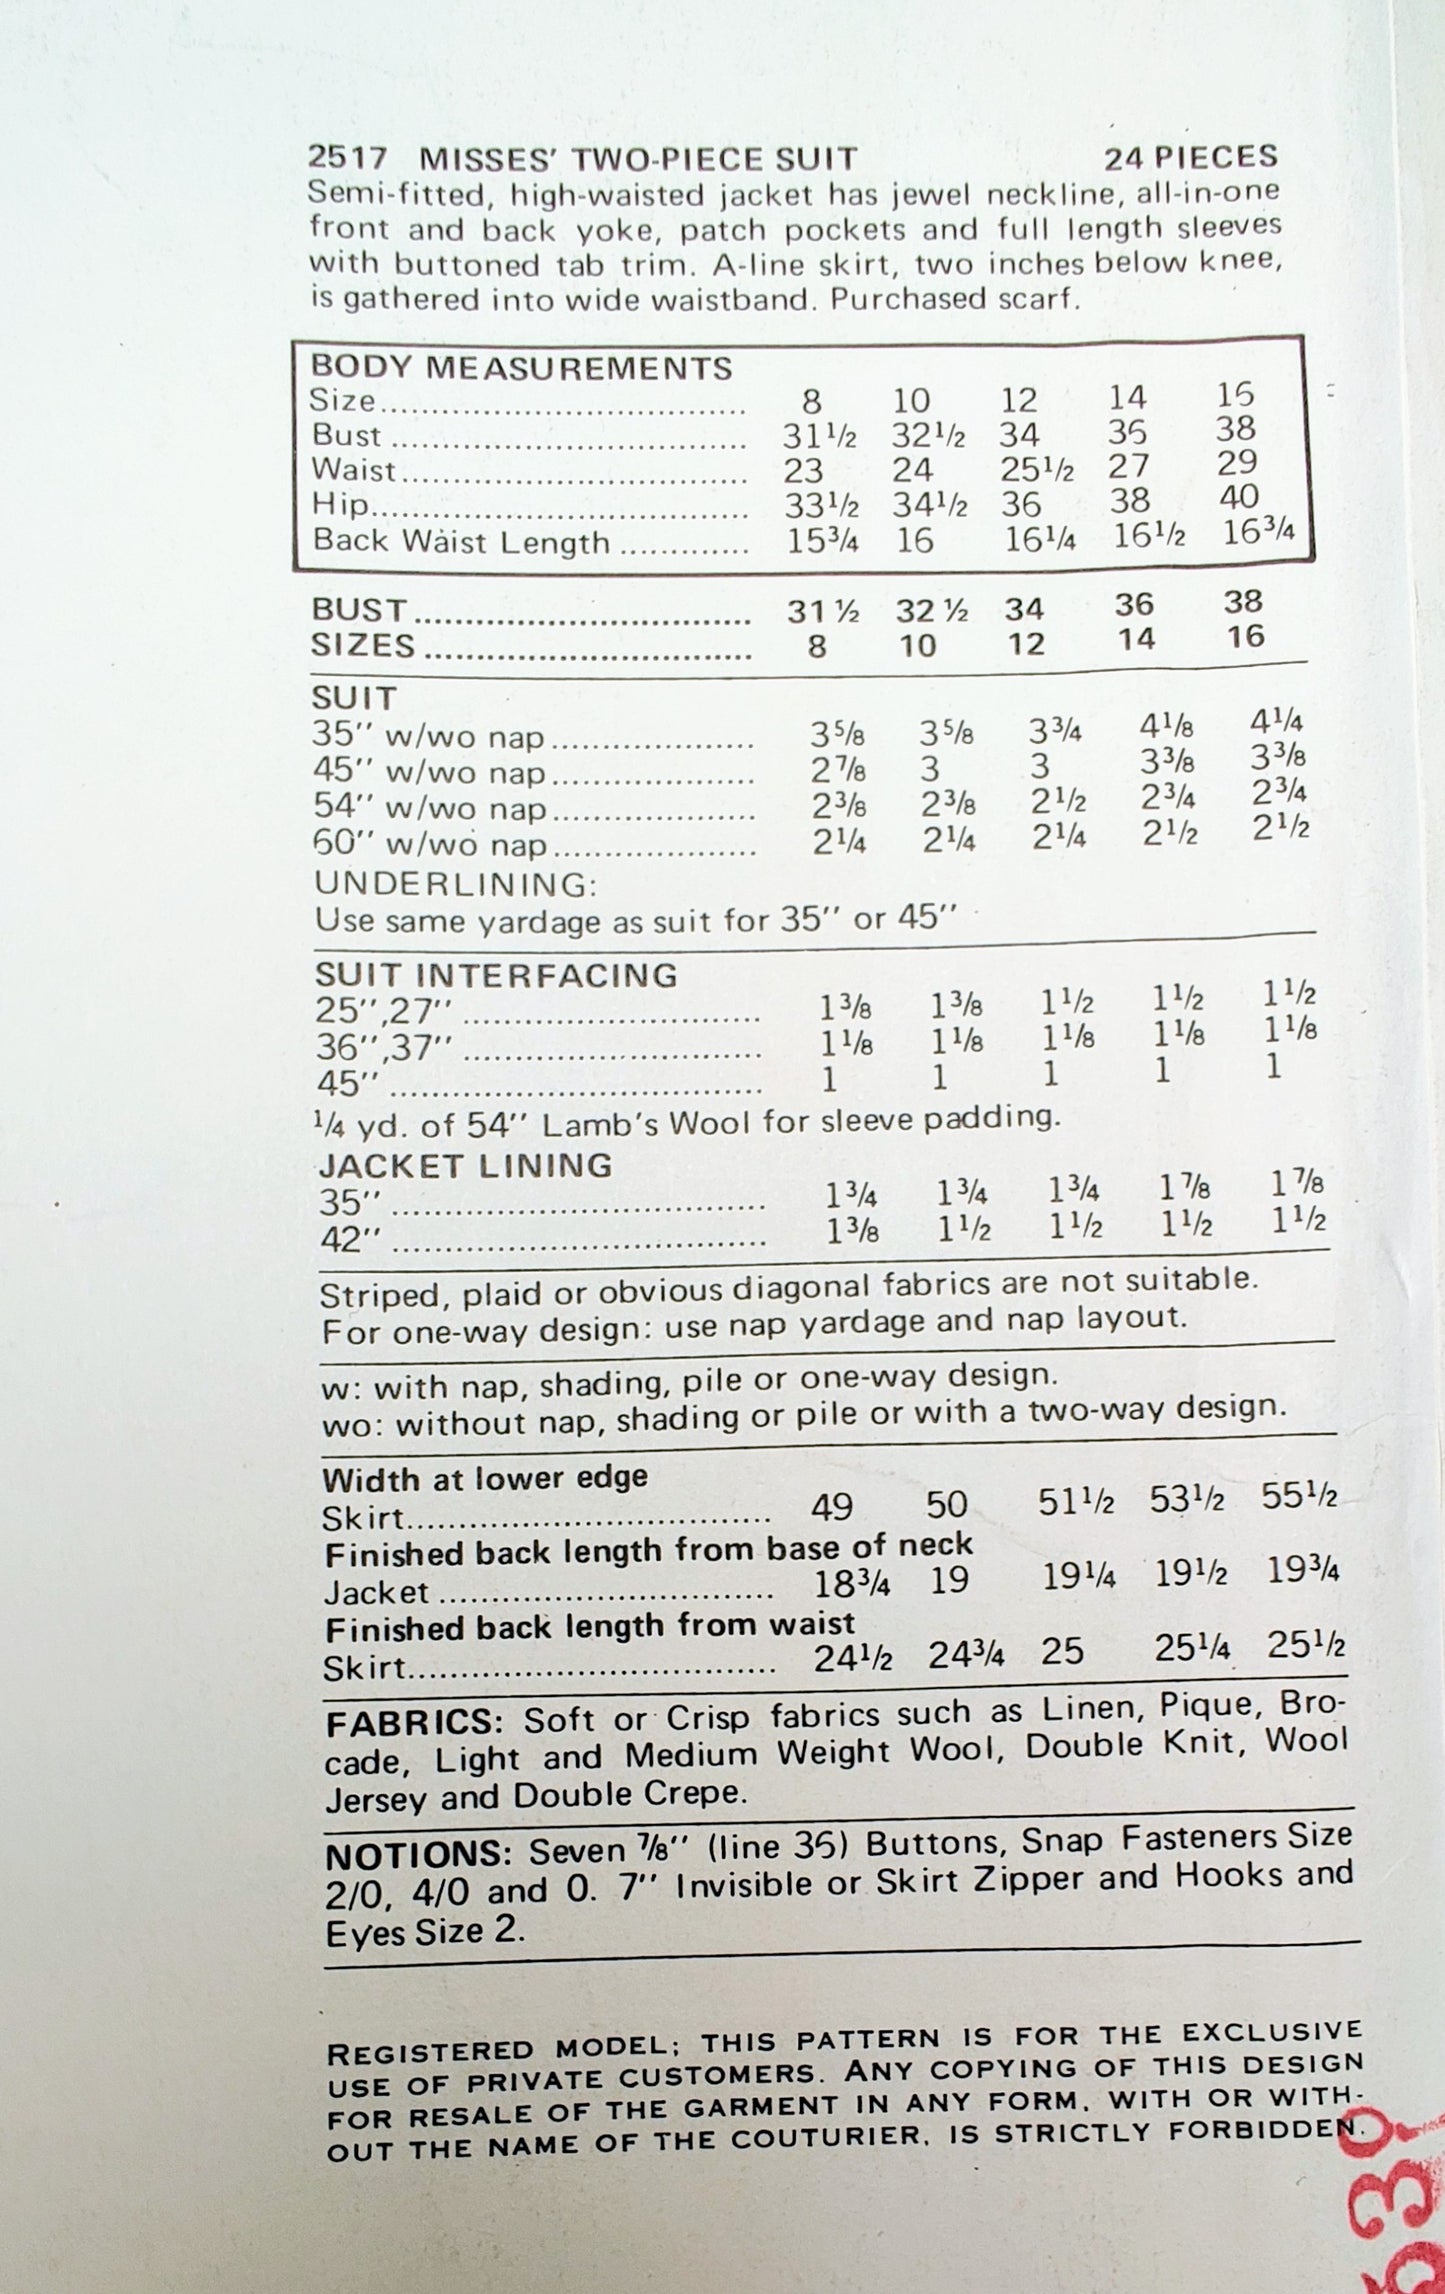 2517 MISSES' TWO-PIECE SUIT 24 PIECES
Semi-fitted, high-waisted jacket has jewel neckline, all-in-one
front and back yoke, patch pockets and full length sleeves
with buttoned tab trim. A-line skirt, two inches below knee,
is gathered into wide waistband. Purchased scarf.
BODY MEASUREMENTS
Size.................................... 8 10 12 14 16
Bust ................................... 31½ 32½ 34 36 38
Waist.................................. 23 24 25½ 27 29
Hip..................................... 33½ 34½ 36 38 40
Back Waist Length ............. 15¾ 16 16¼ 16½ 16¾
BUST.................................. 31 ½ 32 ½ 34 36 38
SIZES ................................. 8 10 12 14 16
SUIT
35'' w/wo nap.................... 3⅝ 3⅝ 3¾ 4⅛ 4¼
45'' w/wo nap.................... 2⅞ 3 3 3⅜ 3⅜
54'' w/wo nap.................... 2⅜ 2⅜ 2½ 2¾ 2¾
60'' w/wo nap.................... 2¼ 2¼ 2¼ 2½ 2½
UNDERLINING:
Use same yardage as suit for 35'' or 45''
SUIT INTERFACING
25'',27'' ............................. 1⅜ 1⅜ 1½ 1½ 1½
36'',37'' ............................. 1⅛ 1⅛ 1⅛ 1⅛ 1⅛
45'' .................................... 1 1 1 1 1
¼ yd. of 54'' Lamb's Wool for sleeve padding.
JACKET LINING
35'' .................................... 1¾ 1¾ 1¾ 1⅞ 1⅞
42'' .................................... 1⅜ 1½ 1½ 1½ 1½
Striped, plaid or obvious diagonal fabrics are not suitable.
For one-way design: use nap yardage and nap layout.
w: with nap, shading, pile or one-way design.
wo: without nap, shading or pile or with a two-way design.
Width at lower edge
Skirt................................... 49 50 51½ 53½ 55½
Finished back length from base of neck
Jacket ................................ 18¾ 19 19¼ 19½ 19¾
Finished back length from waist
Skirt................................... 24½ 24¾ 25 25¼ 25½
FABRICS: Soft or Crisp fabrics such as Linen, Pique, Bro-
cade, Light and Medium Weight Wool, Double Knit, Wool
Jersey and Double Crepe.
NOTIONS: Seven ⅞'' (line 36) Buttons, Snap Fasteners Size
2/0, 4/0 and 0. 7'' Invisible or Skirt Zipper and Hooks and
Eyes Size 2.
REGISTERED MODEL; THIS PATTERN IS FOR THE EXCLUSIVE
USE OF PRIVATE CUSTOMERS. ANY COPYING OF THIS DESIGN
FOR RESALE OF THE GARMENT IN ANY FORM, WITH OR WITH-
OUT THE NAME OF THE COUTURIER, IS STRICTLY FORBIDDEN.